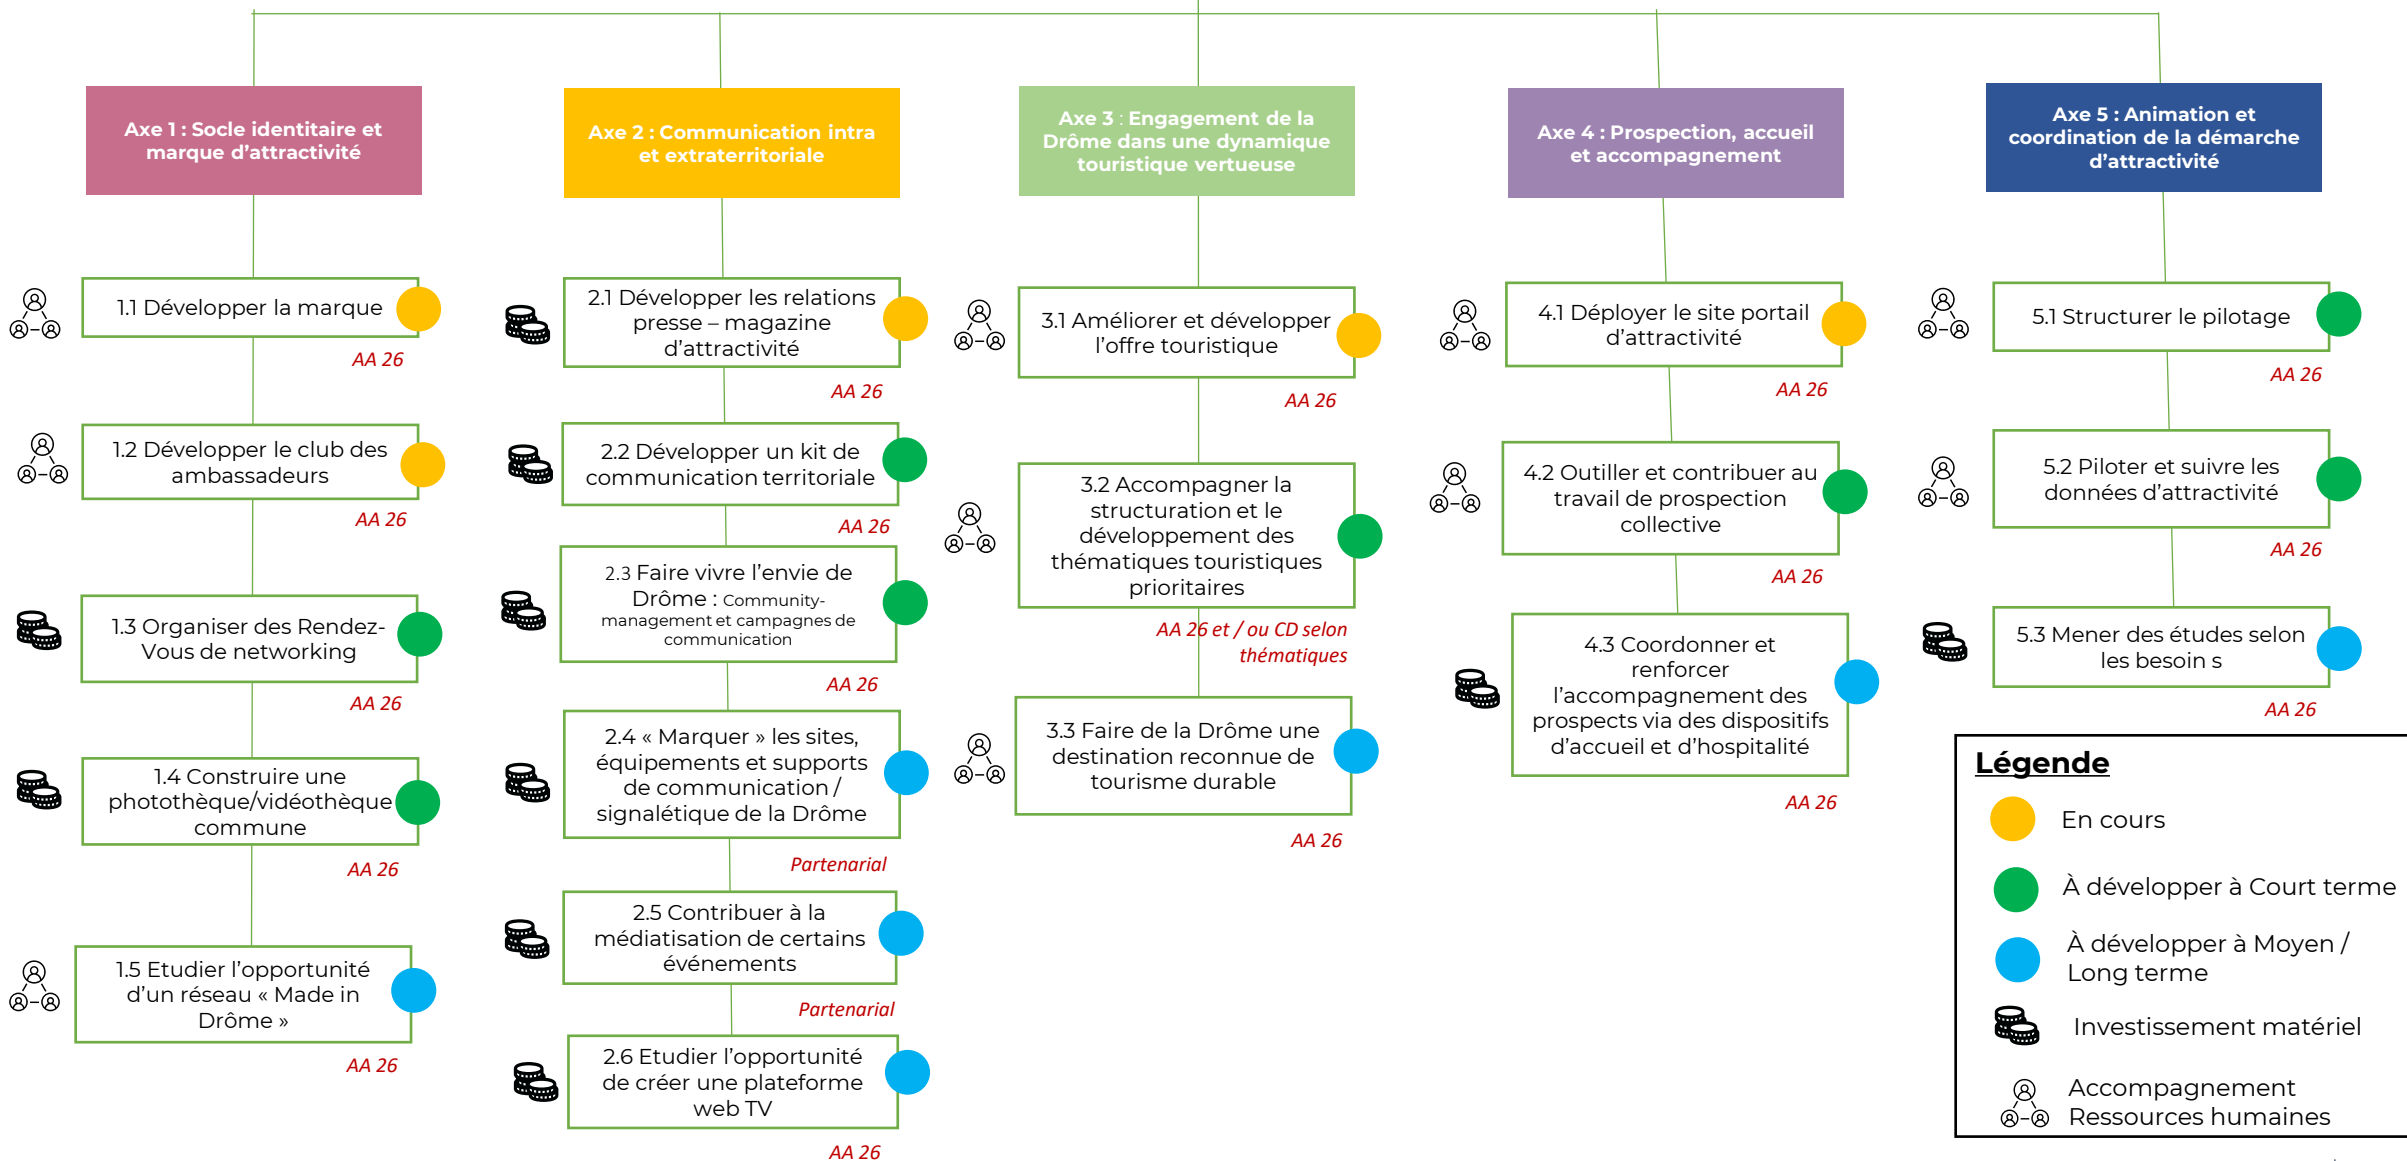 Axe 1 : Socle identitaire et
marque d’attractivité
1.1 Développer la marque
AA 26
1.2 Développer le club des
ambassadeurs
AA 26
1.3 Organiser des Rendez-
Vous de networking
AA 26
1.4 Construire une
photothèque/vidéothèque
commune
AA 26
1.5 Etudier l’opportunité
d’un réseau « Made in
Drôme »
AA 26
Axe 2 : Communication intra
et extraterritoriale
2.1 Développer les relations
presse – magazine
d’attractivité
AA 26
2.2 Développer un kit de
communication territoriale
AA 26
2.3 Faire vivre l’envie de
Drôme : Community-
management et campagnes de
communication
AA 26
2.4 « Marquer » les sites,
équipements et supports
de communication /
signalétique de la Drôme
Partenarial
2.5 Contribuer à la
médiatisation de certains
événements
Partenarial
2.6 Etudier l’opportunité
de créer une plateforme
web TV
AA 26
Axe 3 : Engagement de la
Drôme dans une dynamique
touristique vertueuse
3.1 Améliorer et développer
l’offre touristique
AA 26
3.2 Accompagner la
structuration et le
développement des
thématiques touristiques
prioritaires
AA 26 et / ou CD selon
thématiques
3.3 Faire de la Drôme une
destination reconnue de
tourisme durable
AA 26
Axe 4 : Prospection, accueil
et accompagnement
4.1 Déployer le site portail
d’attractivité
AA 26
4.2 Outiller et contribuer au
travail de prospection
collective
AA 26
4.3 Coordonner et
renforcer
l’accompagnement des
prospects via des dispositifs
d’accueil et d’hospitalité
AA 26
Axe 5 : Animation et
coordination de la démarche
d’attractivité
5.1 Structurer le pilotage
AA 26
5.2 Piloter et suivre les
données d’attractivité
AA 26
5.3 Mener des études selon
les besoin s
AA 26
Légende
En cours
À développer à Court terme
À développer à Moyen /
Long terme
Investissement matériel
Accompagnement
Ressources humaines